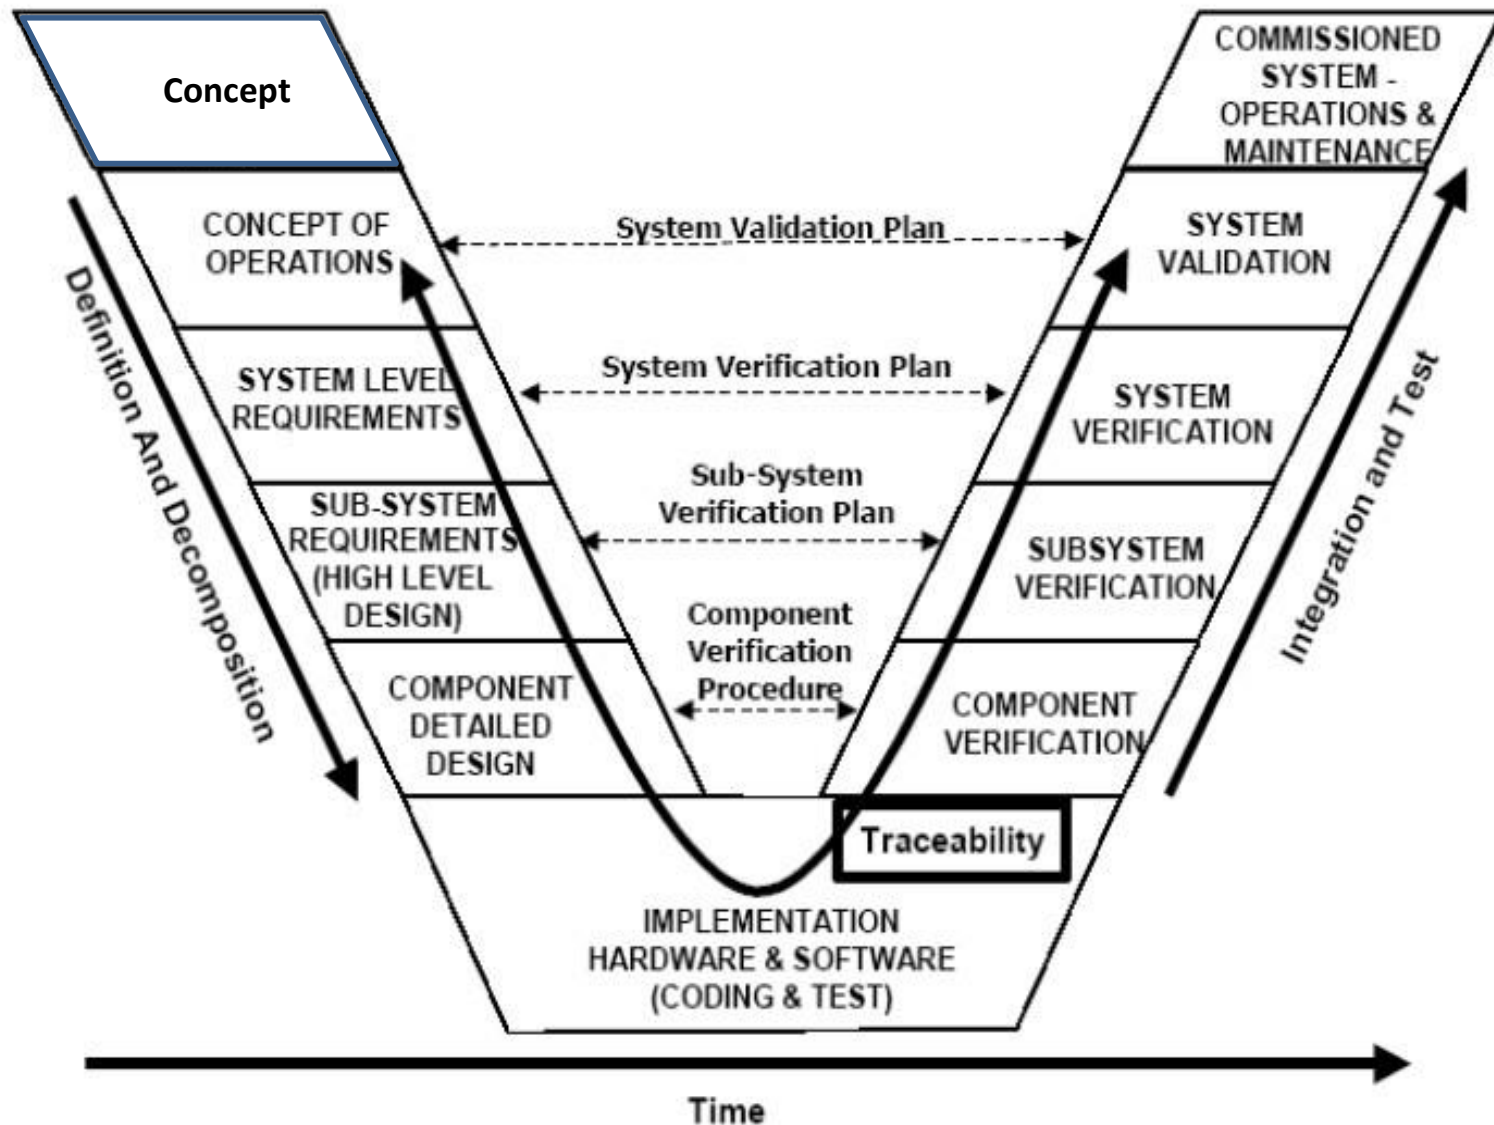 Concept
COMMISSIONED
SYSTEM -
OPERATIONS &
MAINTENANCE
CONCEPT OF
OPERATIONS
System Validation Plan
SYSTEM
VALIDATION
Definition And Decomposition
SYSTEM LEVEL
REQUIREMENTS
System Verification Plan
SYSTEM
VERIFICATION
Integration and Test
SUB-SYSTEM
REQUIREMENTS
(HIGH LEVEL
DESIGN)
Sub-System
Verification Plan
SUBSYSTEM
VERIFICATION
COMPONENT
DETAILED
DESIGN
Component
Verification
Procedure
COMPONENT
VERIFICATION
Traceability
IMPLEMENTATION
HARDWARE & SOFTWARE
(CODING & TEST)
Time